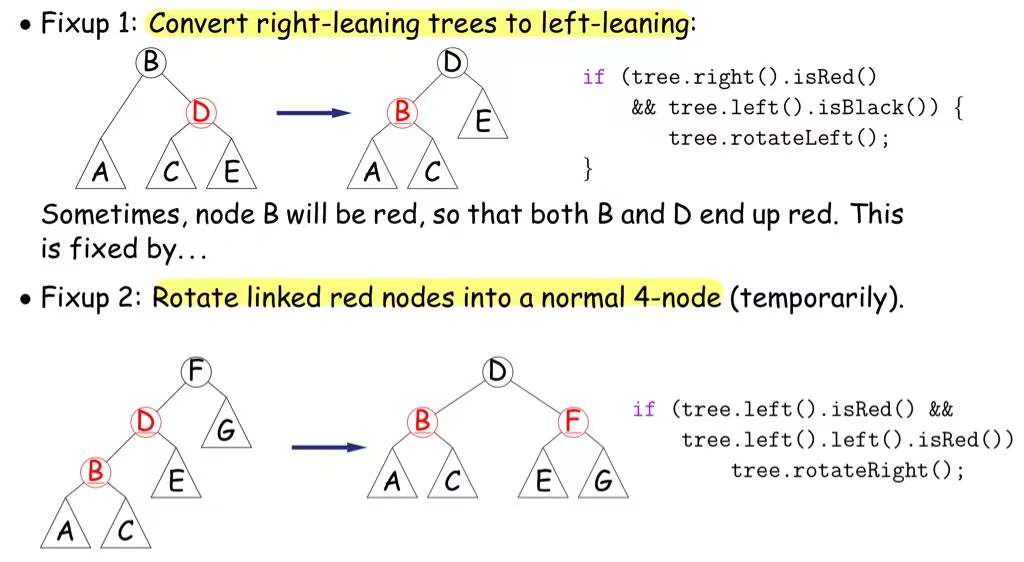 • Fixup 1: Convert right-leaning trees to left-leaning:
B
D
A
C
E
D
B
E
A
C
if (tree.right().isRed()
&& tree.left().isBlack()) {
tree.rotateLeft();
}
Sometimes, node B will be red, so that both B and D end up red. This
is fixed by...
• Fixup 2: Rotate linked red nodes into a normal 4-node (temporarily).
F
D
G
B
E
A
C
D
B
F
A
C
E
G
if (tree.left().isRed() &&
tree.left().left().isRed())
tree.rotateRight();